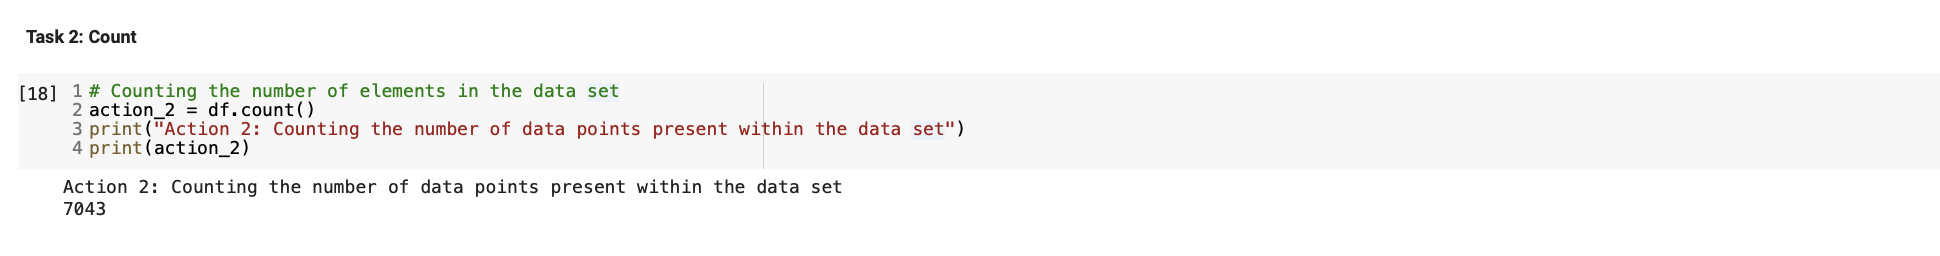 Task 2: Count
[18] 1 # Counting the number of elements in the data set
2 action_2 = df.count()
3 print("Action 2: Counting the number of data points present within the data set")
4 print(action_2)
Action 2: Counting the number of data points present within the data set
7043